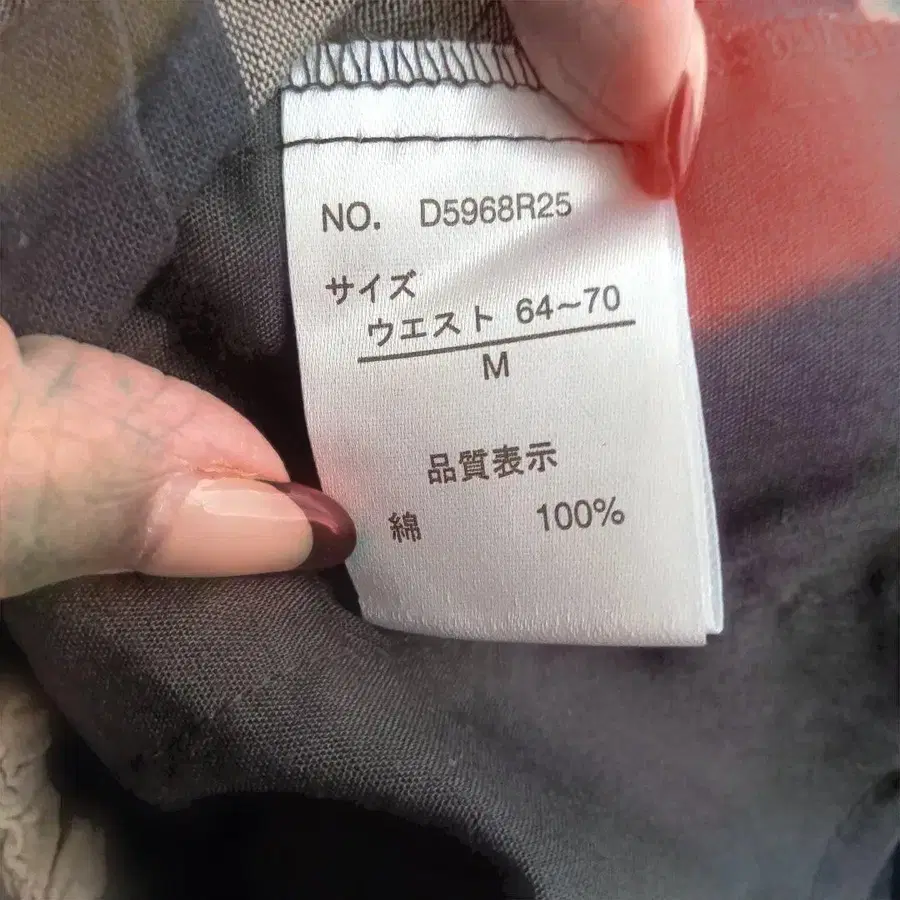 NO. D5968R25
サイズ
ウエスト 64~70
M
品質表示
綿 100%